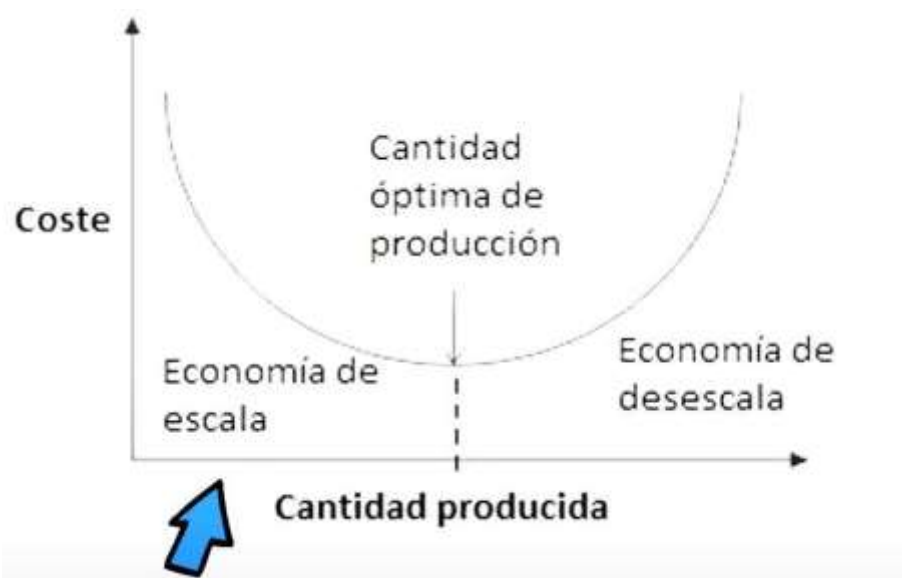 Cantidad
óptima de
producción
Coste
Economía de
escala
Economía de
desescala
Cantidad producida